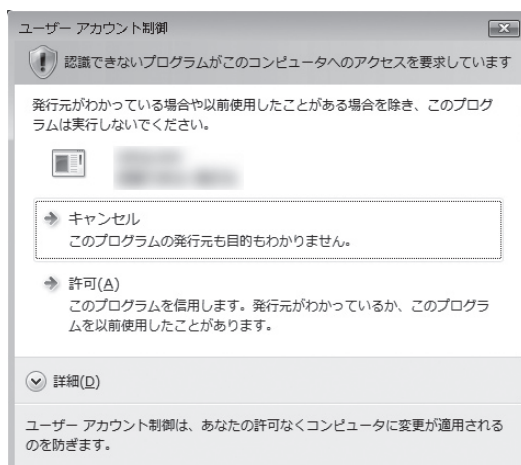 ユーザー アカウント制御
認識できないプログラムがこのコンピュータへのアクセスを要求しています
発行元がわかっている場合や以前使用したことがある場合を除き、このプログ
ラムは実行しないでください。
キャンセル
このプログラムの発行元も目的もわかりません。
許可(A)
このプログラムを信用します。発行元がわかっているか、このプログラ
ムを以前使用したことがあります。
詳細(D)
ユーザー アカウント制御は、あなたの許可なくコンピュータに変更が適用される
のを防ぎます。